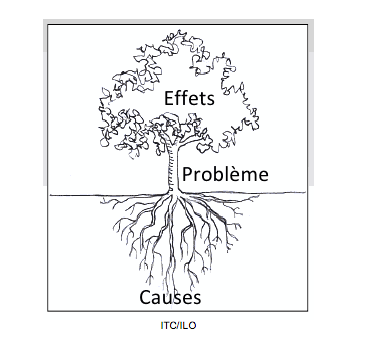 Effets
Problème
Causes
ITC/ILO